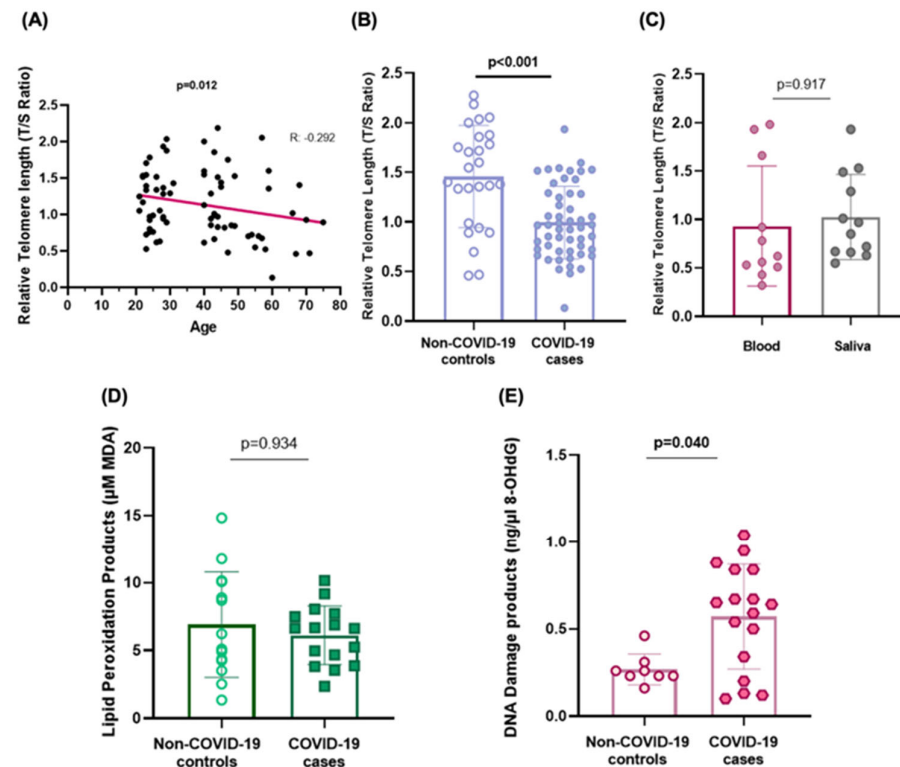 (A)
p=0.012
R: -0.292
Relative Telomere length (T/S Ratio)
2.5
2.0
1.5
1.0
0.5
0.0
0 10 20 30 40 50 60 70 80
Age
(B)
p<0.001
Relative Telomere Length (T/S Ratio)
2.5
2.0
1.5
1.0
0.5
0.0
Non-COVID-19 COVID-19
controls cases
(C)
p=0.917
Relative Telomere Length (T/S Ratio)
2.5
2.0
1.5
1.0
0.5
0.0
Blood Saliva
(D)
p=0.934
Lipid Peroxidation Products (µM MDA)
20
15
10
5
0
Non-COVID-19 COVID-19
controls cases
(E)
p=0.040
DNA Damage products (ng/µl 8-OHdG)
1.5
1.0
0.5
0.0
Non-COVID-19 COVID-19
controls cases